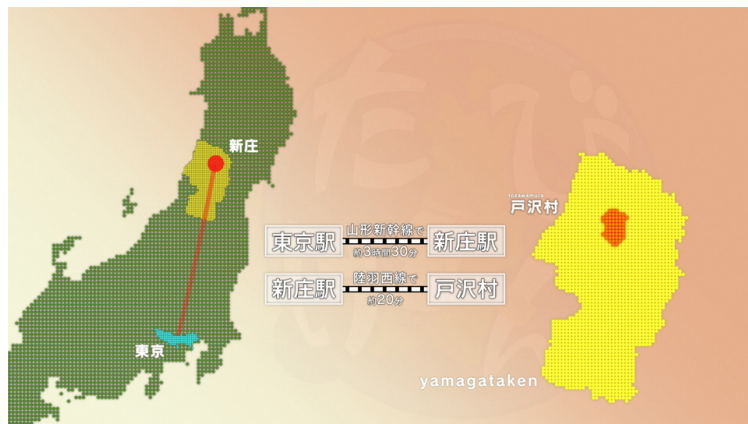 新庄
TOZAWAMURA
戸沢村
東京駅 山形新幹線で 約3時間30分 新庄駅
新庄駅 陸羽西線で 約20分 戸沢村
東京
yamagataken